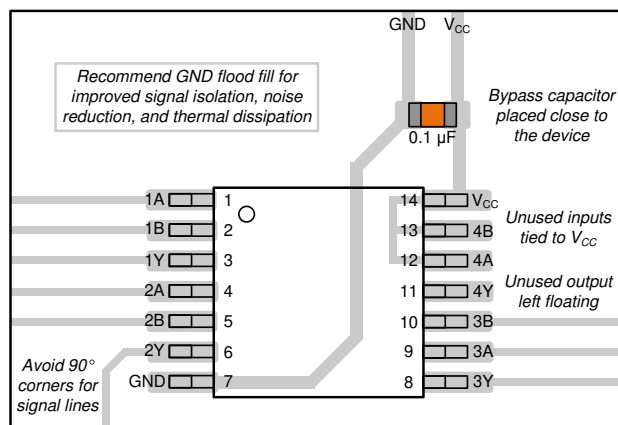 GND
VCC
Recommend GND flood fill for
improved signal isolation, noise
reduction, and thermal dissipation
Bypass capacitor
placed close to
the device
0.1 µF
1A 1 14 VCC
1B 2 13 4B
1Y 3 12 4A
2A 4 11 4Y
2B 5 10 3B
2Y 6 9 3A
GND 7 8 3Y
Unused inputs
tied to VCC
Unused output
left floating
Avoid 90°
corners for
signal lines